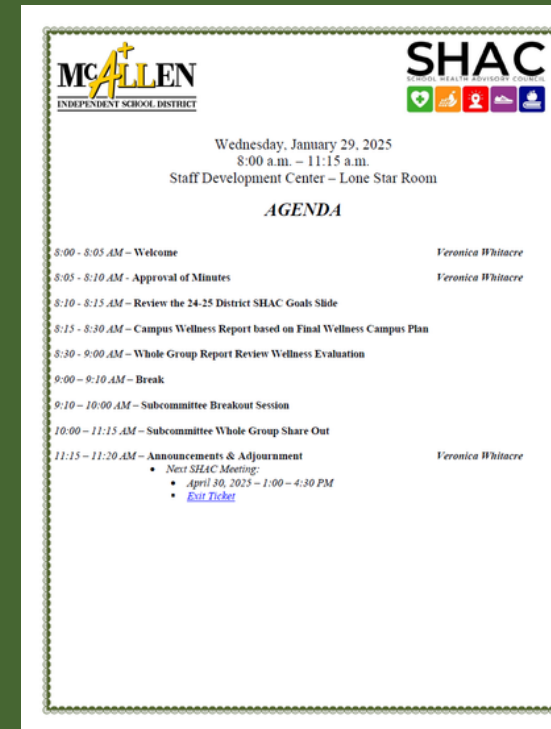 McALLEN
INDEPENDENT SCHOOL DISTRICT
SHAC
SCHOOL HEALTH ADVISORY COUNCIL
Wednesday, January 29, 2025
8:00 a.m. – 11:15 a.m.
Staff Development Center – Lone Star Room
AGENDA
8:00 - 8:05 AM – Welcome Veronica Whitacre
8:05 - 8:10 AM - Approval of Minutes Veronica Whitacre
8:10 - 8:15 AM – Review the 24-25 District SHAC Goals Slide
8:15 - 8:30 AM – Campus Wellness Report based on Final Wellness Campus Plan
8:30 - 9:00 AM – Whole Group Report Review Wellness Evaluation
9:00 – 9:10 AM – Break
9:10 – 10:00 AM – Subcommittee Breakout Session
10:00 – 11:15 AM – Subcommittee Whole Group Share Out
11:15 – 11:20 AM – Announcements & Adjournment Veronica Whitacre
• Next SHAC Meeting:
• April 30, 2025 – 1:00 – 4:30 PM
▪ Exit Ticket